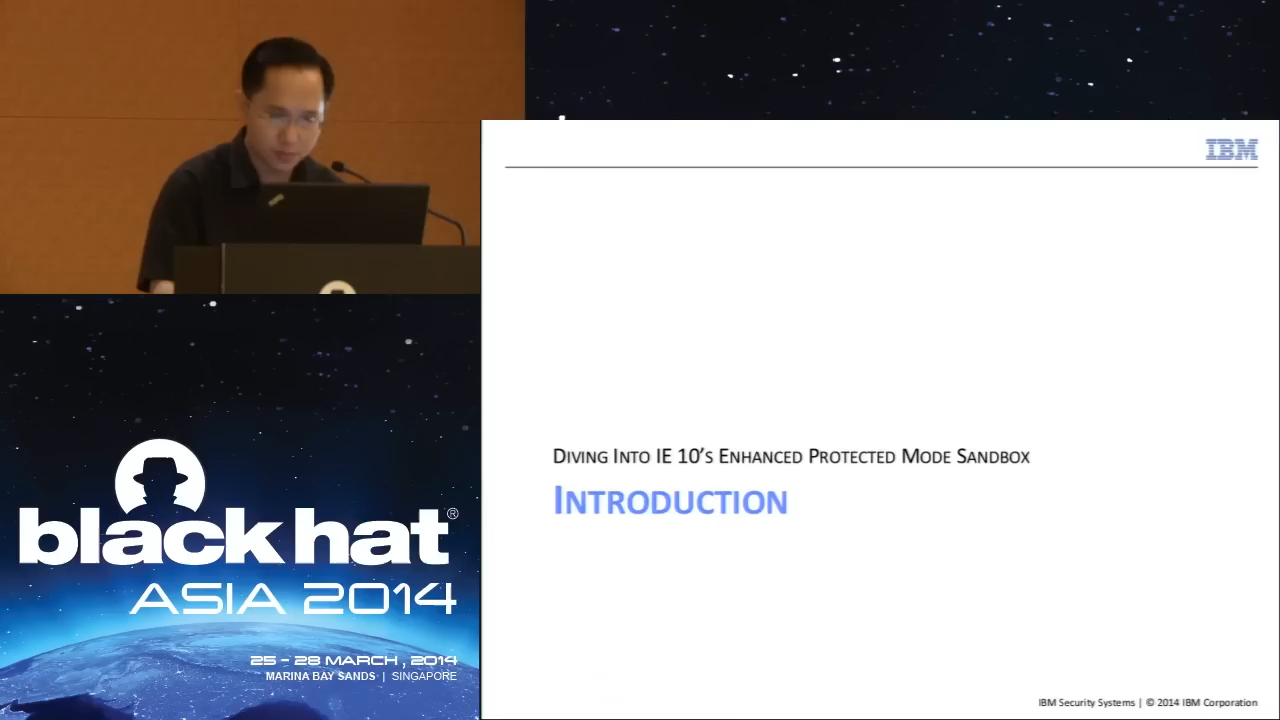 IBM
DIVING INTO IE 10'S ENHANCED PROTECTED MODE SANDBOX
INTRODUCTION
IBM Security Systems | © 2014 IBM Corporation
black hat®
ASIA 2014
25 - 28 MARCH, 2014
MARINA BAY SANDS | SINGAPORE